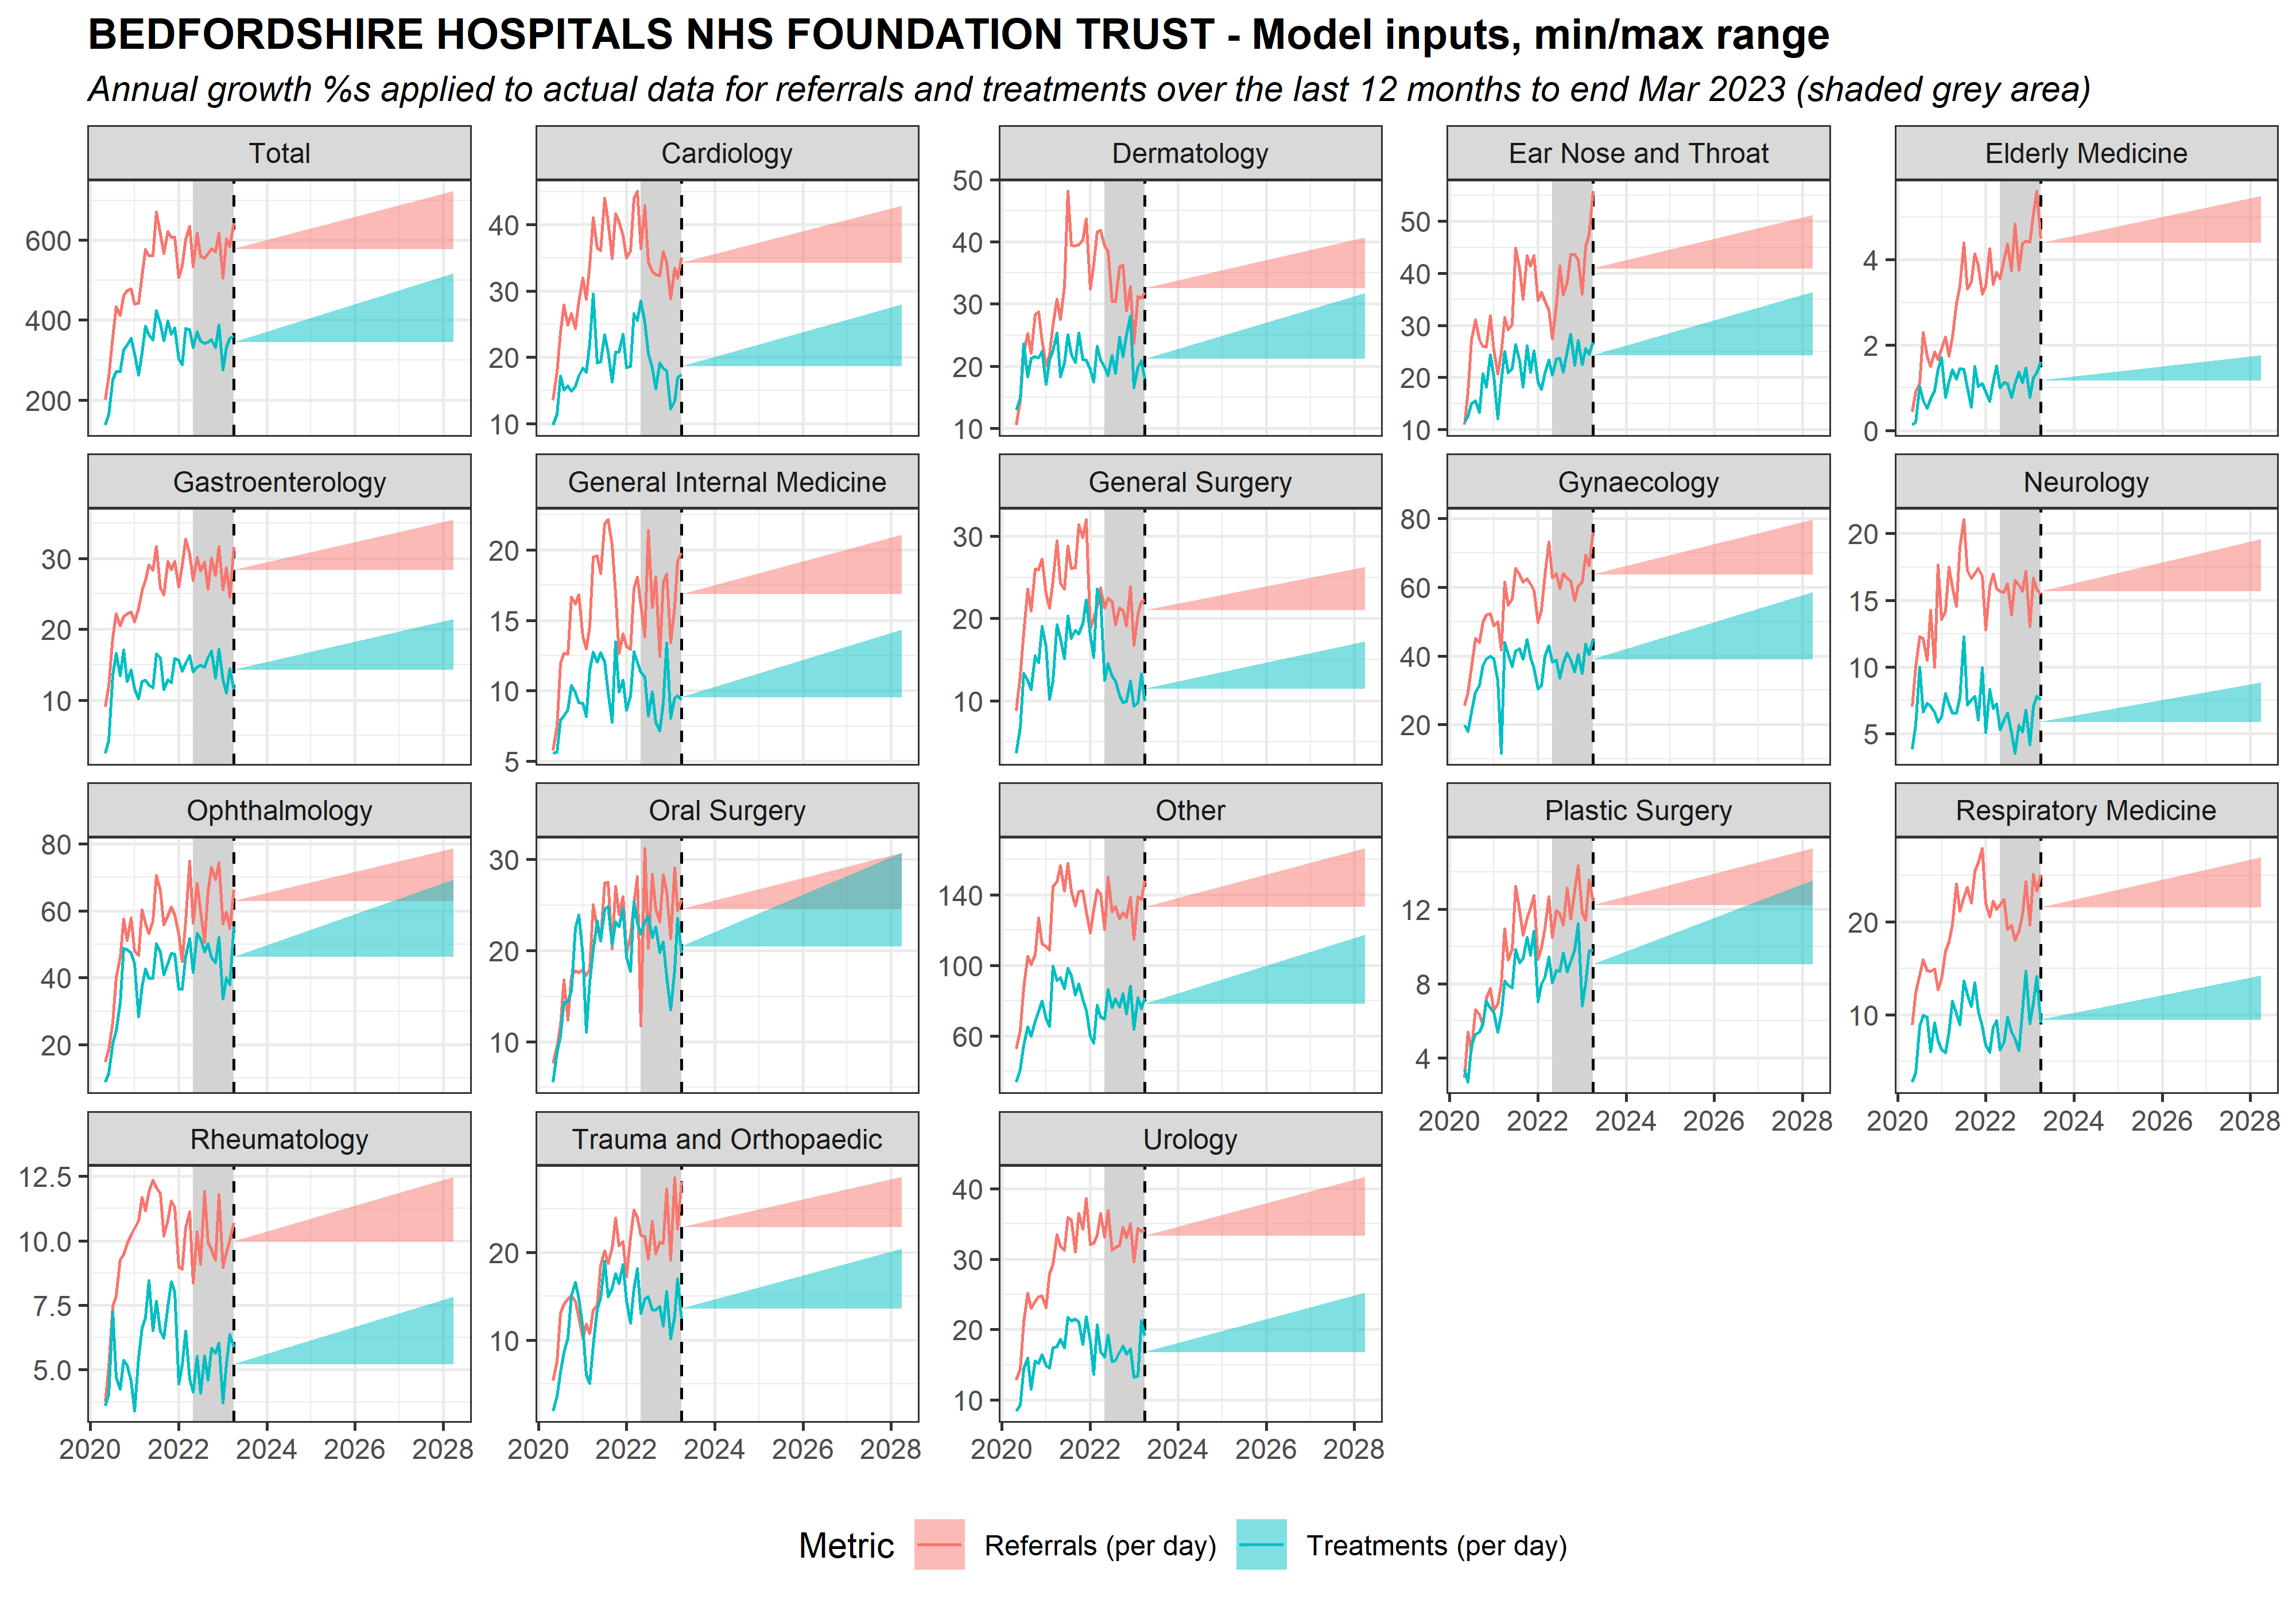 BEDFORDSHIRE HOSPITALS NHS FOUNDATION TRUST - Model inputs, min/max range
Annual growth %s applied to actual data for referrals and treatments over the last 12 months to end Mar 2023 (shaded grey area)
Total
600
400
200
Cardiology
40
30
20
10
Dermatology
50
40
30
20
10
Ear Nose and Throat
50
40
30
20
10
Elderly Medicine
4
2
0
Gastroenterology
30
20
10
General Internal Medicine
20
15
10
5
General Surgery
30
20
10
Gynaecology
80
60
40
20
Neurology
20
15
10
5
Ophthalmology
80
60
40
20
Oral Surgery
30
20
10
Other
140
100
60
Plastic Surgery
12
8
4
2020 2022 2024 2026 2028
Respiratory Medicine
20
10
2020 2022 2024 2026 2028
Rheumatology
12.5
10.0
7.5
5.0
2020 2022 2024 2026 2028
Trauma and Orthopaedic
20
10
2020 2022 2024 2026 2028
Urology
40
30
20
10
2020 2022 2024 2026 2028
Metric Referrals (per day) Treatments (per day)